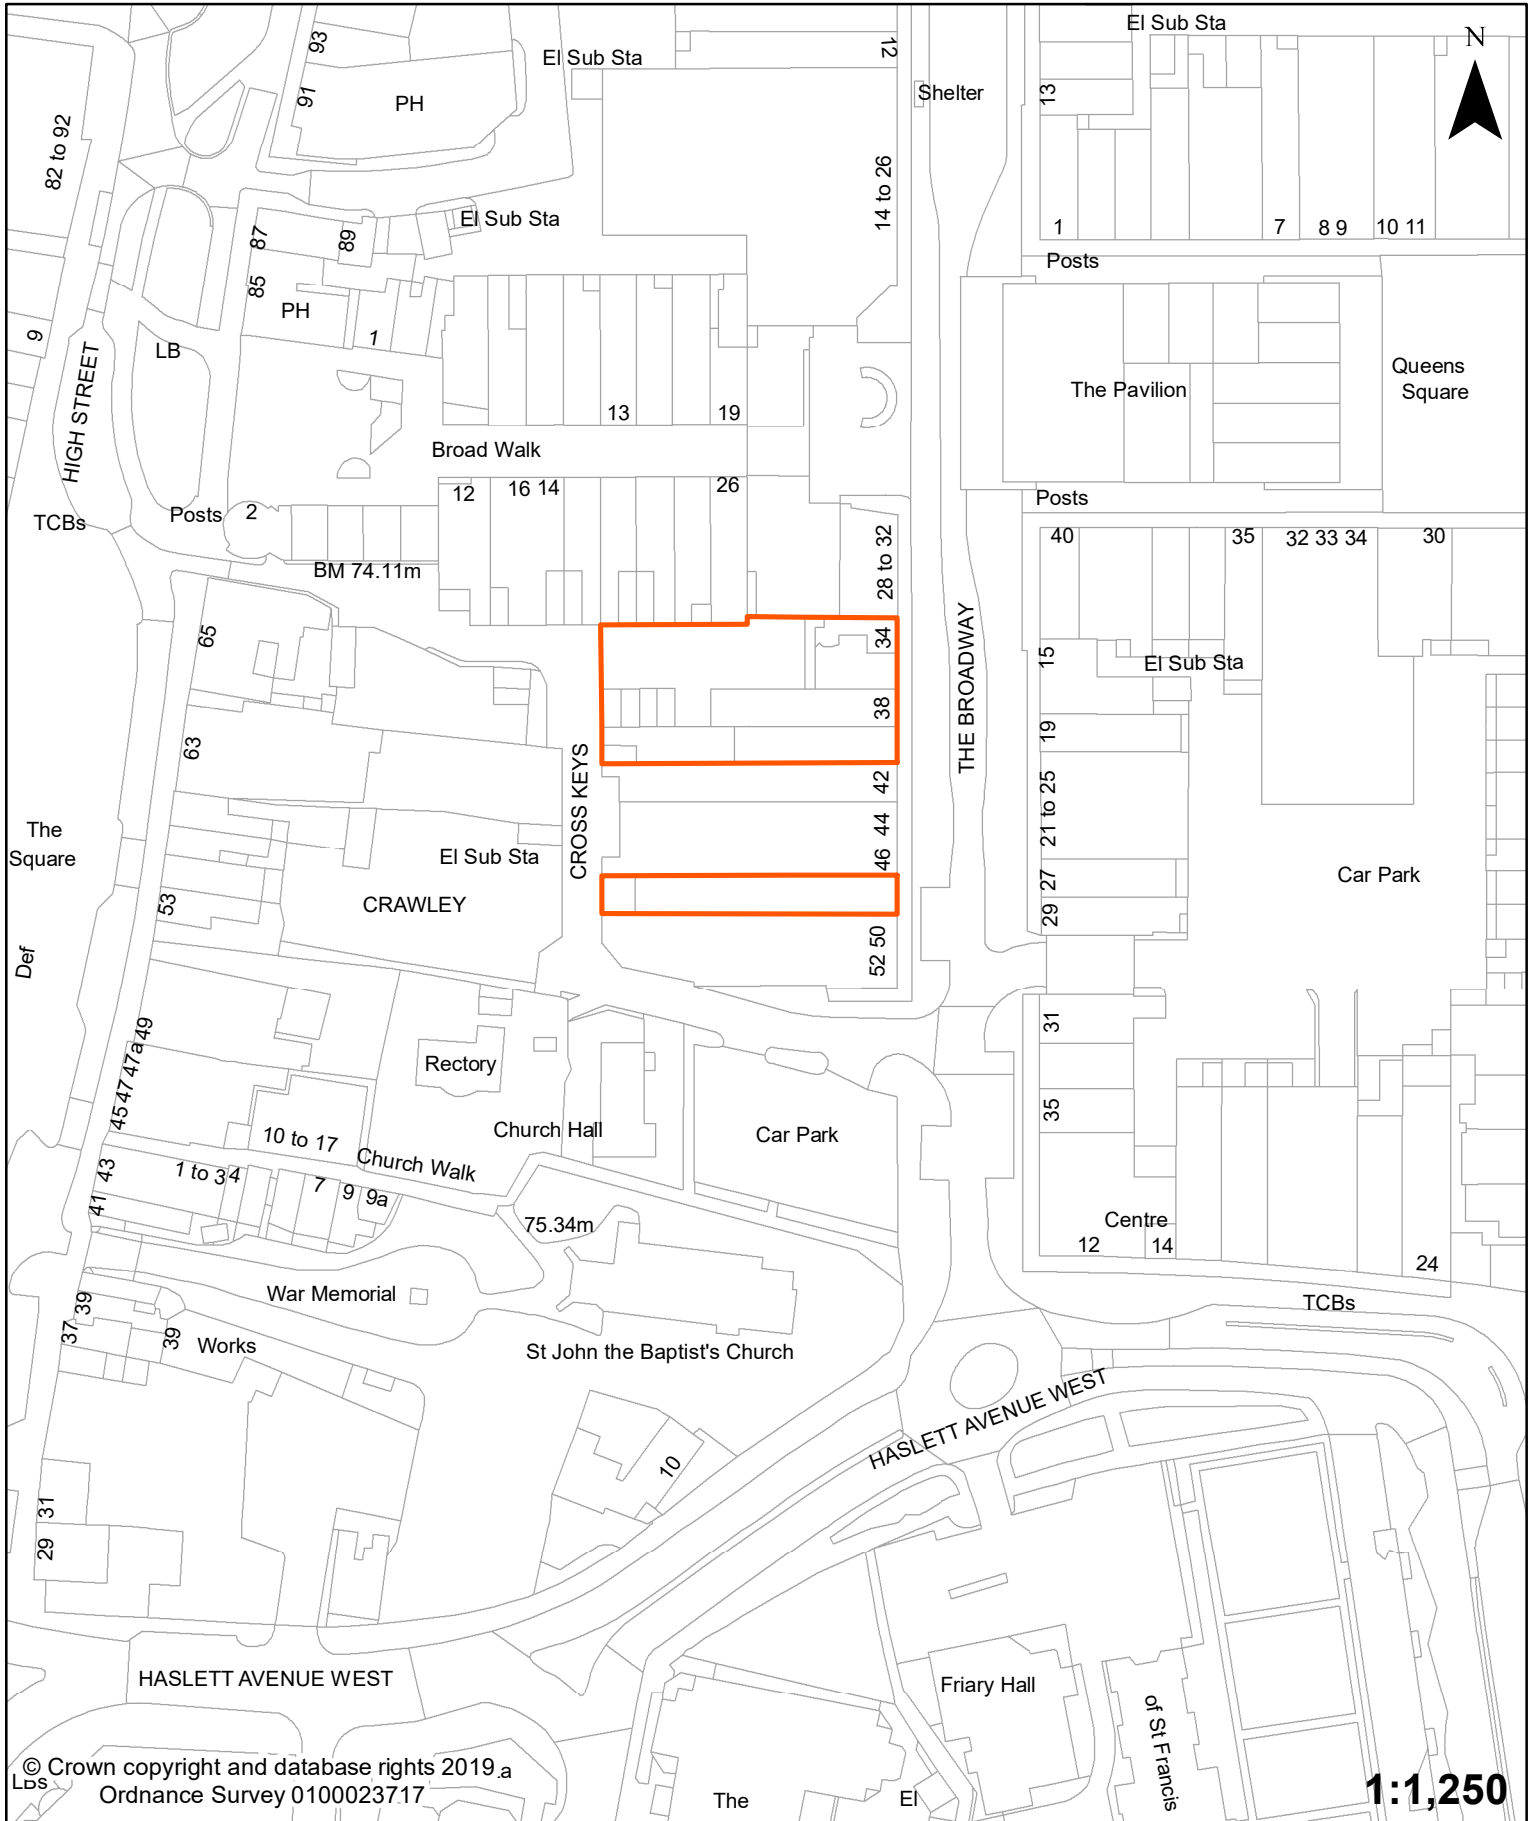 El Sub Sta
N
93
El Sub Sta
12
91
PH
Shelter
13
82 to 92
14 to 26
87
89
El Sub Sta
1
7
8 9
10 11
Posts
85
PH
1
9
LB
HIGH STREET
The Pavilion
Queens
Square
13
19
Broad Walk
12
16 14
26
Posts
TCBs
Posts
2
BM 74.11m
28 to 32
40
35
32 33 34
30
65
34
THE BROADWAY
15
El Sub Sta
38
63
19
CROSS KEYS
42
21 to 25
The
Square
44
El Sub Sta
46
27
Car Park
53
CRAWLEY
29
Def
50
52
49
47a
47
45
31
Rectory
35
Church Hall
Car Park
10 to 17
Church Walk
43
1 to 3
4
7
9
9a
41
75.34m
Centre
12
14
24
War Memorial
39
37
39
Works
TCBs
St John the Baptist's Church
HASLETT AVENUE WEST
10
31
29
HASLETT AVENUE WEST
Friary Hall
of St Francis
© Crown copyright and database rights 2019
Ordnance Survey 0100023717
LBs
a
The
El
1:1,250